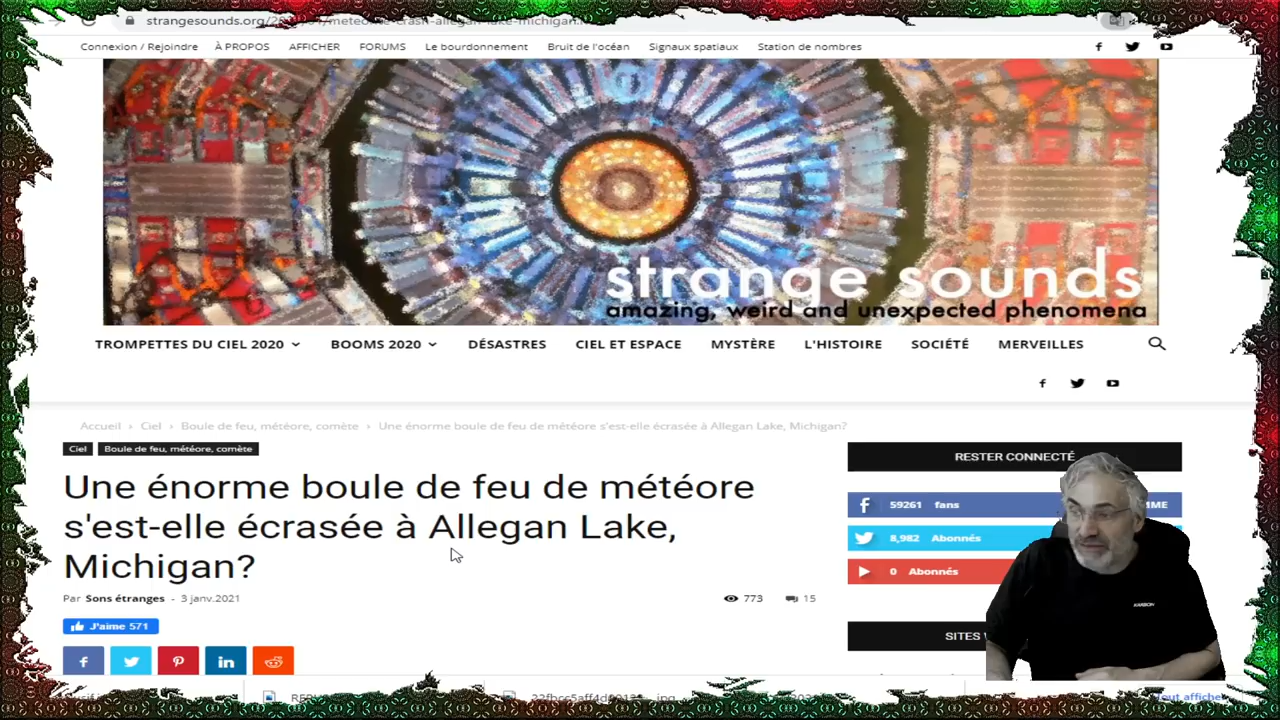 strangesounds.org/
Connexion / Rejoindre À PROPOS AFFICHER FORUMS Le bourdonnement Bruit de l'océan Signaux spatiaux Station de nombres
strange sounds
amazing, weird and unexpected phenomena
TROMPETTES DU CIEL 2020 BOOMS 2020 DÉSASTRES CIEL ET ESPACE MYSTÈRE L'HISTOIRE SOCIÉTÉ MERVEILLES
Accueil › Ciel › Boule de feu, météore, comète › Une énorme boule de feu de météore s'est-elle écrasée à Allegan Lake, Michigan?
Ciel Boule de feu, météore, comète
Une énorme boule de feu de météore
s'est-elle écrasée à Allegan Lake,
Michigan?
Par Sons étranges - 3 janv.2021 773 15
J'aime 571
RESTER CONNECTÉ
59261 fans
8,982 Abonnés
0 Abonnés
SITES
KARBON